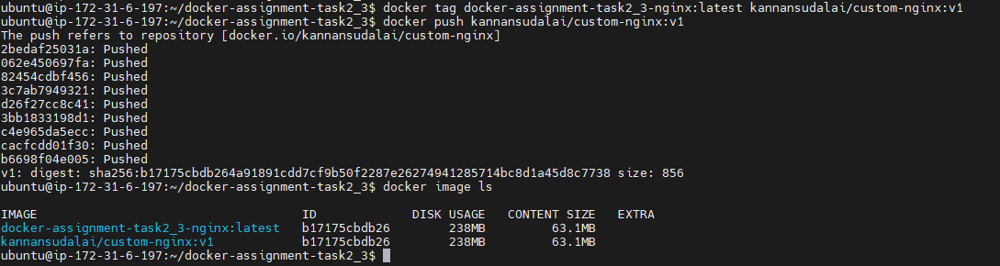 ubuntu@ip-172-31-6-197:~/docker-assignment-task2_3$ docker tag docker-assignment-task2_3-nginx:latest kannansudalai/custom-nginx:v1
ubuntu@ip-172-31-6-197:~/docker-assignment-task2_3$ docker push kannansudalai/custom-nginx:v1
The push refers to repository [docker.io/kannansudalai/custom-nginx]
2bedaf25031a: Pushed
062e450697fa: Pushed
82454cdbf456: Pushed
3c7ab7949321: Pushed
d26f27cc8c41: Pushed
3bb1833198d1: Pushed
c4e965da5ecc: Pushed
cacfcdd01f30: Pushed
b6698f04e005: Pushed
v1: digest: sha256:b17175cbdb264a91891cdd7cf9b50f2287e26274941285714bc8d1a45d8c7738 size: 856
ubuntu@ip-172-31-6-197:~/docker-assignment-task2_3$ docker image ls
IMAGE ID DISK USAGE CONTENT SIZE EXTRA
docker-assignment-task2_3-nginx:latest b17175cbdb26 238MB 63.1MB
kannansudalai/custom-nginx:v1 b17175cbdb26 238MB 63.1MB
ubuntu@ip-172-31-6-197:~/docker-assignment-task2_3$